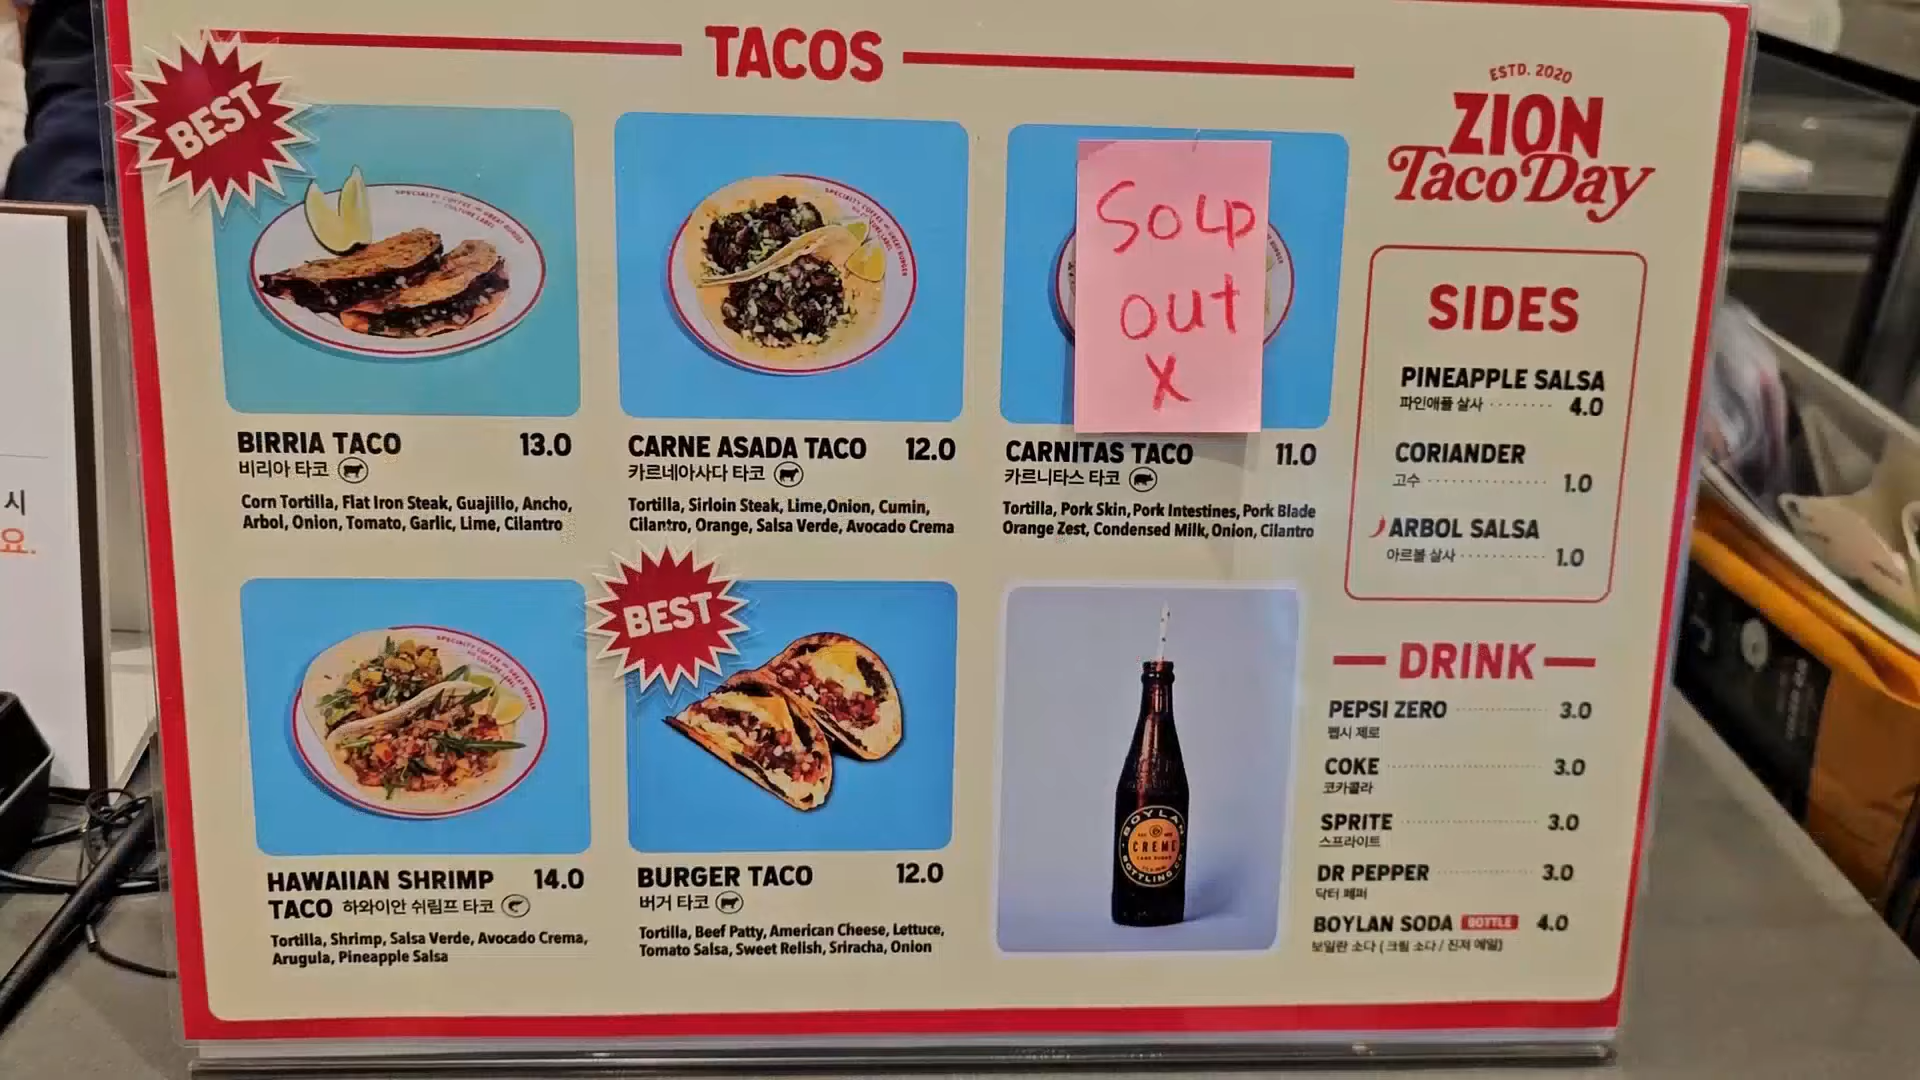 TACOS
BEST
SOLD
out
X
BIRRIA TACO 13.0
비리아 타코
Corn Tortilla, Flat Iron Steak, Guajillo, Ancho,
Arbol, Onion, Tomato, Garlic, Lime, Cilantro
CARNE ASADA TACO 12.0
카르네아사다 타코
Tortilla, Sirloin Steak, Lime,Onion, Cumin,
Cilantro, Orange, Salsa Verde, Avocado Crema
CARNITAS TACO 11.0
카르니타스 타코
Tortilla, Pork Skin, Pork Intestines, Pork Blade
Orange Zest, Condensed Milk, Onion, Cilantro
HAWAIIAN SHRIMP 14.0
TACO 하와이안 쉬림프 타코
Tortilla, Shrimp, Salsa Verde, Avocado Crema,
Arugula, Pineapple Salsa
BEST
BURGER TACO 12.0
버거 타코
Tortilla, Beef Patty, American Cheese, Lettuce,
Tomato Salsa, Sweet Relish, Sriracha, Onion
BOYLAN
CREME
CANE SUGAR
BOTTLING CO
ESTD. 2020
ZION
Taco Day
SIDES
PINEAPPLE SALSA
파인애플 살사 4.0
CORIANDER
고수 1.0
ARBOL SALSA
아르볼 살사 1.0
DRINK
PEPSI ZERO 3.0
펩시 제로
COKE 3.0
코카콜라
SPRITE 3.0
스프라이트
DR PEPPER 3.0
닥터 페퍼
BOYLAN SODA BOTTLE 4.0
보일란 소다 ( 크림 소다 / 진저 에일)
시
요.